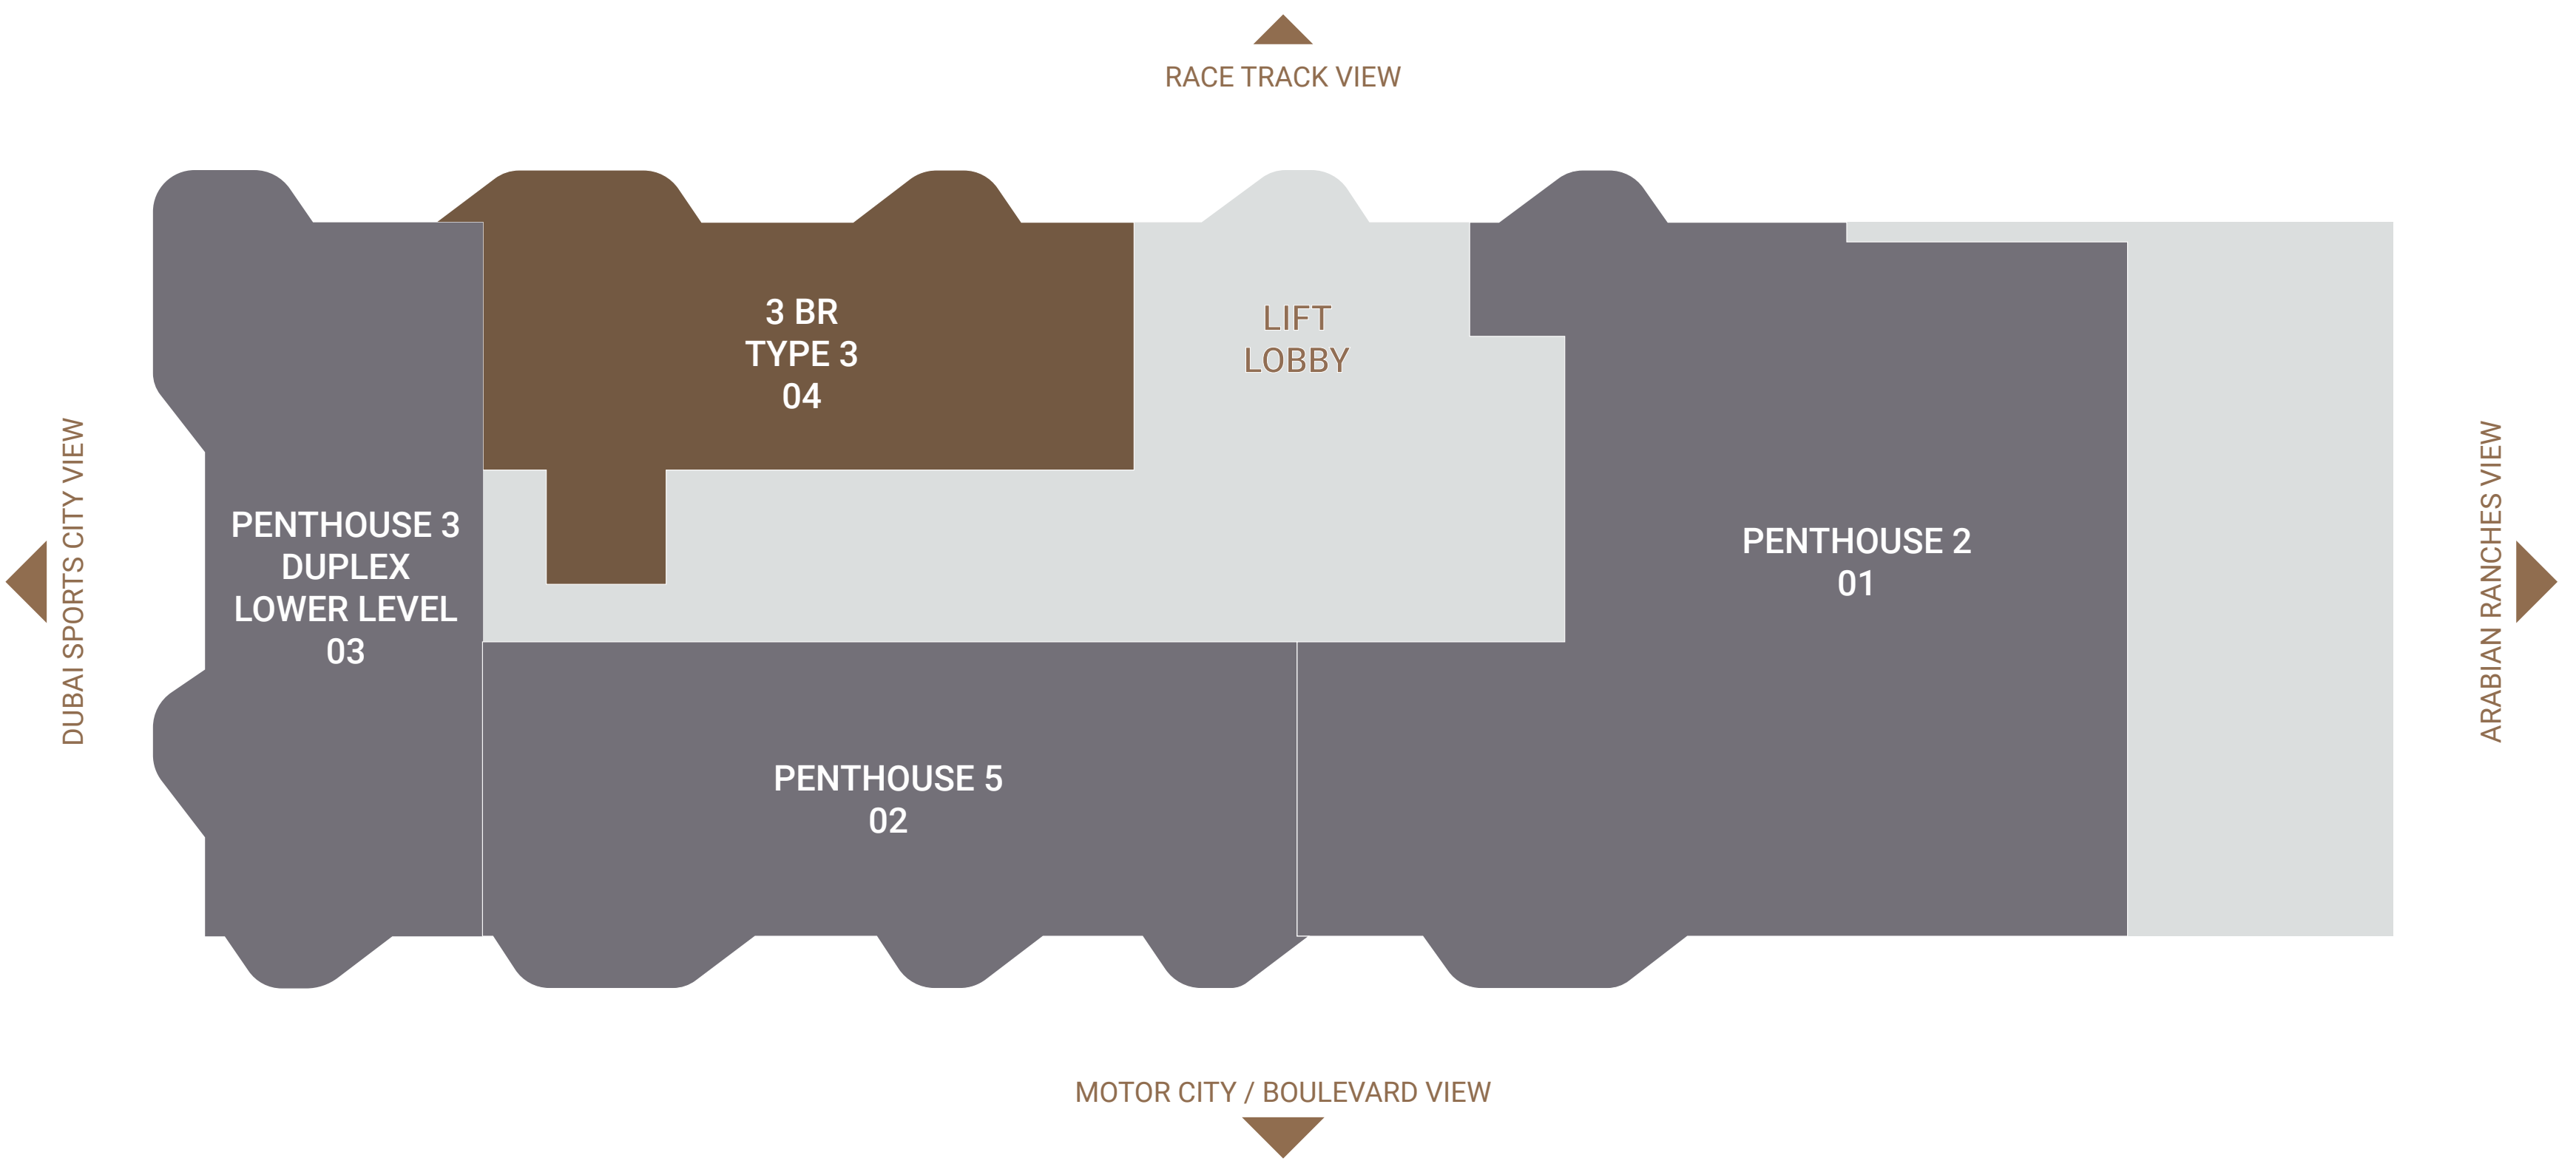 RACE TRACK VIEW
3 BR
TYPE 3
04
LIFT
LOBBY
DUBAI SPORTS CITY VIEW
PENTHOUSE 3
DUPLEX
LOWER LEVEL
03
PENTHOUSE 2
01
ARABIAN RANCHES VIEW
PENTHOUSE 5
02
MOTOR CITY / BOULEVARD VIEW